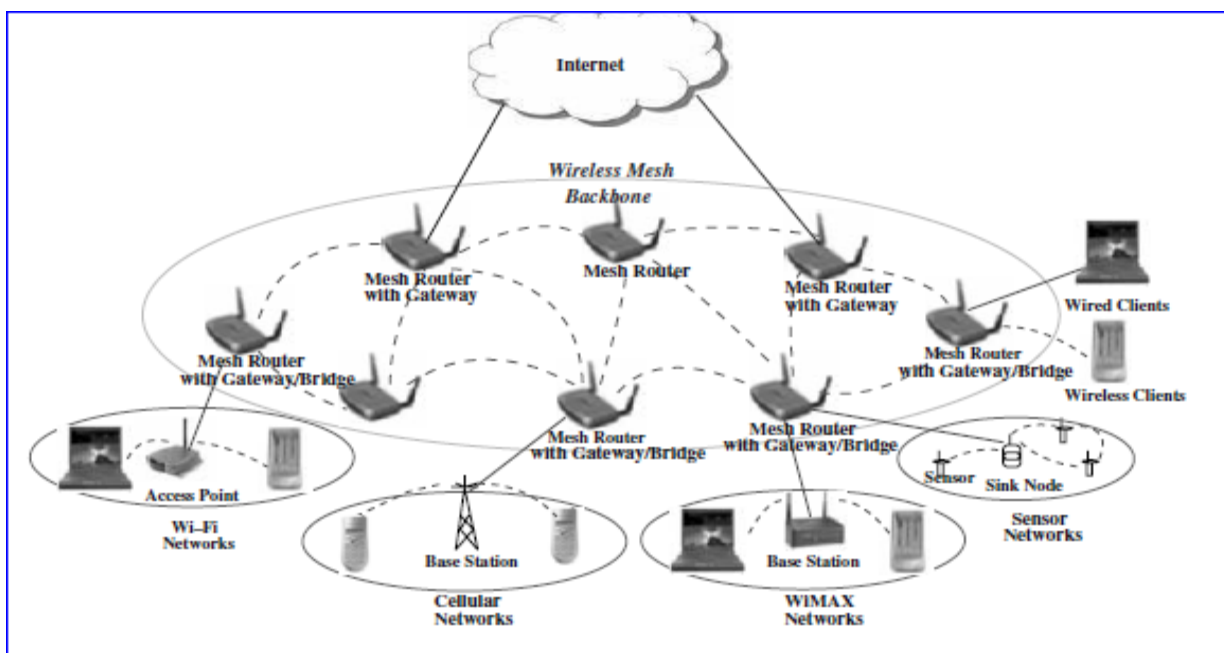 Internet
Wireless Mesh
Backbone
Mesh Router
with Gateway
Mesh Router
Mesh Router
with Gateway
Wired Clients
Mesh Router
with Gateway/Bridge
Mesh Router
with Gateway/Bridge
Wireless Clients
Mesh Router
with Gateway/Bridge
Mesh Router
with Gateway/Bridge
Access Point
Wi–Fi
Networks
Sensor
Sink Node
Sensor
Networks
Base Station
Cellular
Networks
Base Station
WiMAX
Networks